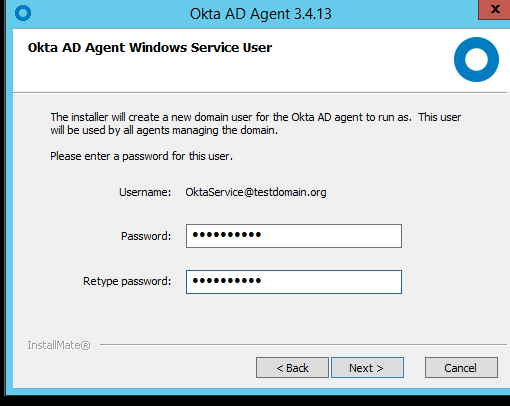 Okta AD Agent 3.4.13
x
Okta AD Agent Windows Service User
The installer will create a new domain user for the Okta AD agent to run as. This user
will be used by all agents managing the domain.
Please enter a password for this user.
Username: OktaService@testdomain.org
Password: ••••••••••
Retype password: ••••••••••
InstallMate®
< Back Next > Cancel